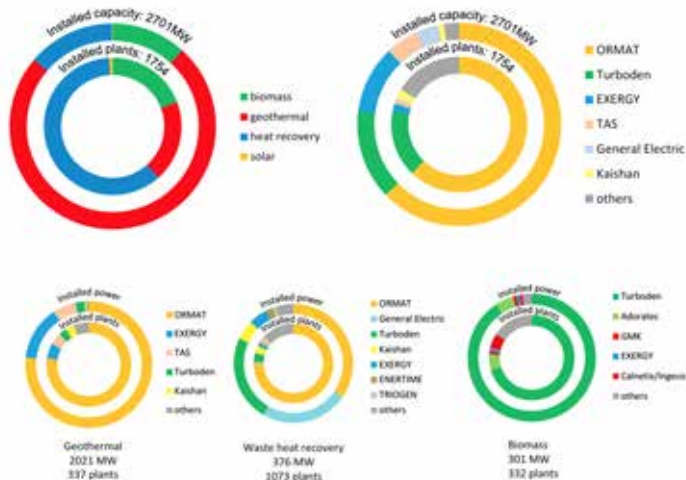 Installed capacity: 2701MW
Installed plants: 1754
biomass
geothermal
heat recovery
solar
Installed capacity: 2701MW
Installed plants: 1754
ORMAT
Turboden
EXERGY
TAS
General Electric
Kaishan
others
Installed power
Installed plants
ORMAT
EXERGY
TAS
Turboden
Kaishan
others
Geothermal
2021 MW
337 plants
Installed power
Installed plants
ORMAT
General Electric
Turboden
Kaishan
EXERGY
ENERTIME
TRIOGEN
others
Waste heat recovery
376 MW
1073 plants
Installed power
Installed plants
Turboden
Adoratec
GMK
EXERGY
Calnetix/Ingeco
others
Biomass
301 MW
332 plants